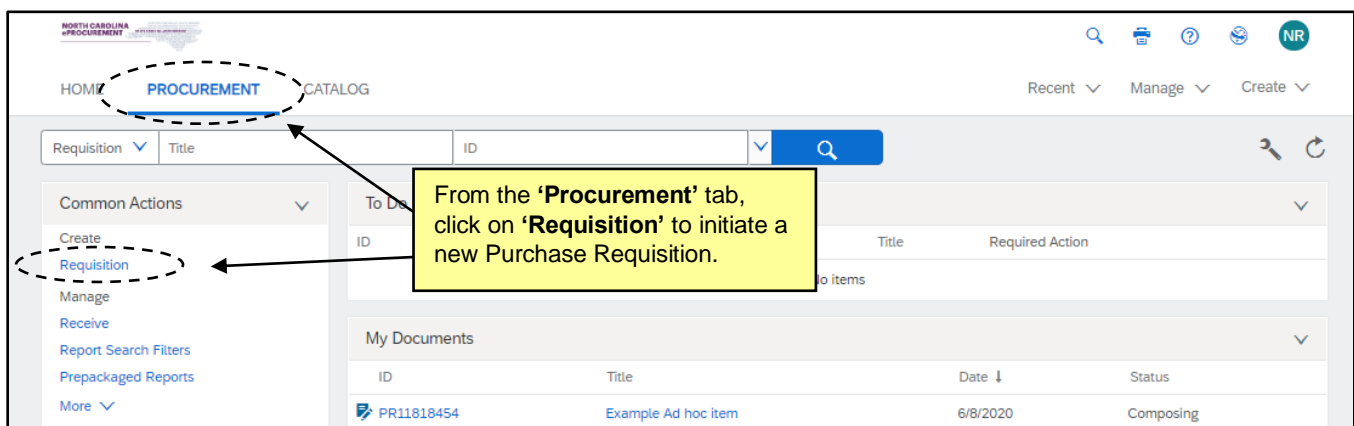 NORTH CAROLINA
ePROCUREMENT
NR
HOME PROCUREMENT CATALOG Recent Manage Create
Requisition Title ID
Common Actions To Do
Create ID Title Required Action
Requisition
Manage
Receive
Report Search Filters
Prepackaged Reports
More
From the ‘Procurement’ tab,
click on ‘Requisition’ to initiate a
new Purchase Requisition.
items
My Documents
ID Title Date ↓ Status
PR11818454 Example Ad hoc item 6/8/2020 Composing